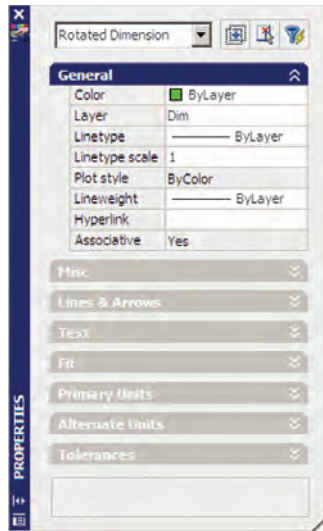 Rotated Dimension
General
Color ByLayer
Layer Dim
Linetype ByLayer
Linetype scale 1
Plot style ByColor
Lineweight ByLayer
Hyperlink
Associative Yes
Misc
Lines & Arrows
Text
Fit
Primary Units
Alternate Units
Tolerances
PROPERTIES